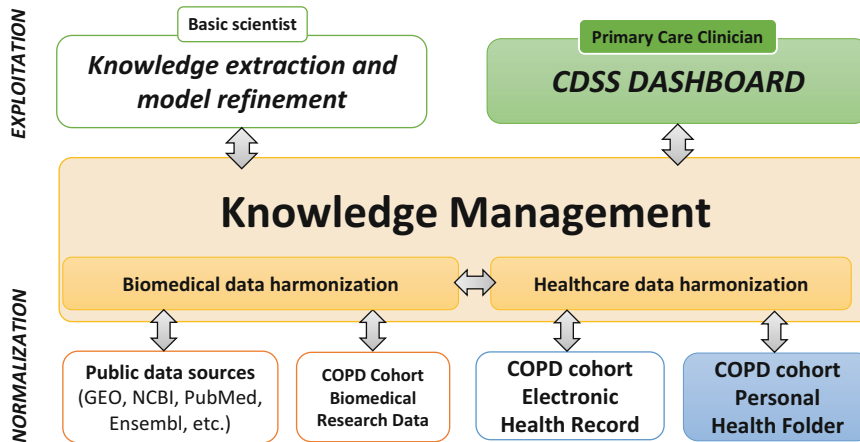 EXPLOITATION
Basic scientist
Knowledge extraction and
model refinement
Primary Care Clinician
CDSS DASHBOARD
Knowledge Management
Biomedical data harmonization
Healthcare data harmonization
NORMALIZATION
Public data sources
(GEO, NCBI, PubMed,
Ensembl, etc.)
COPD Cohort
Biomedical
Research Data
COPD cohort
Electronic
Health Record
COPD cohort
Personal
Health Folder